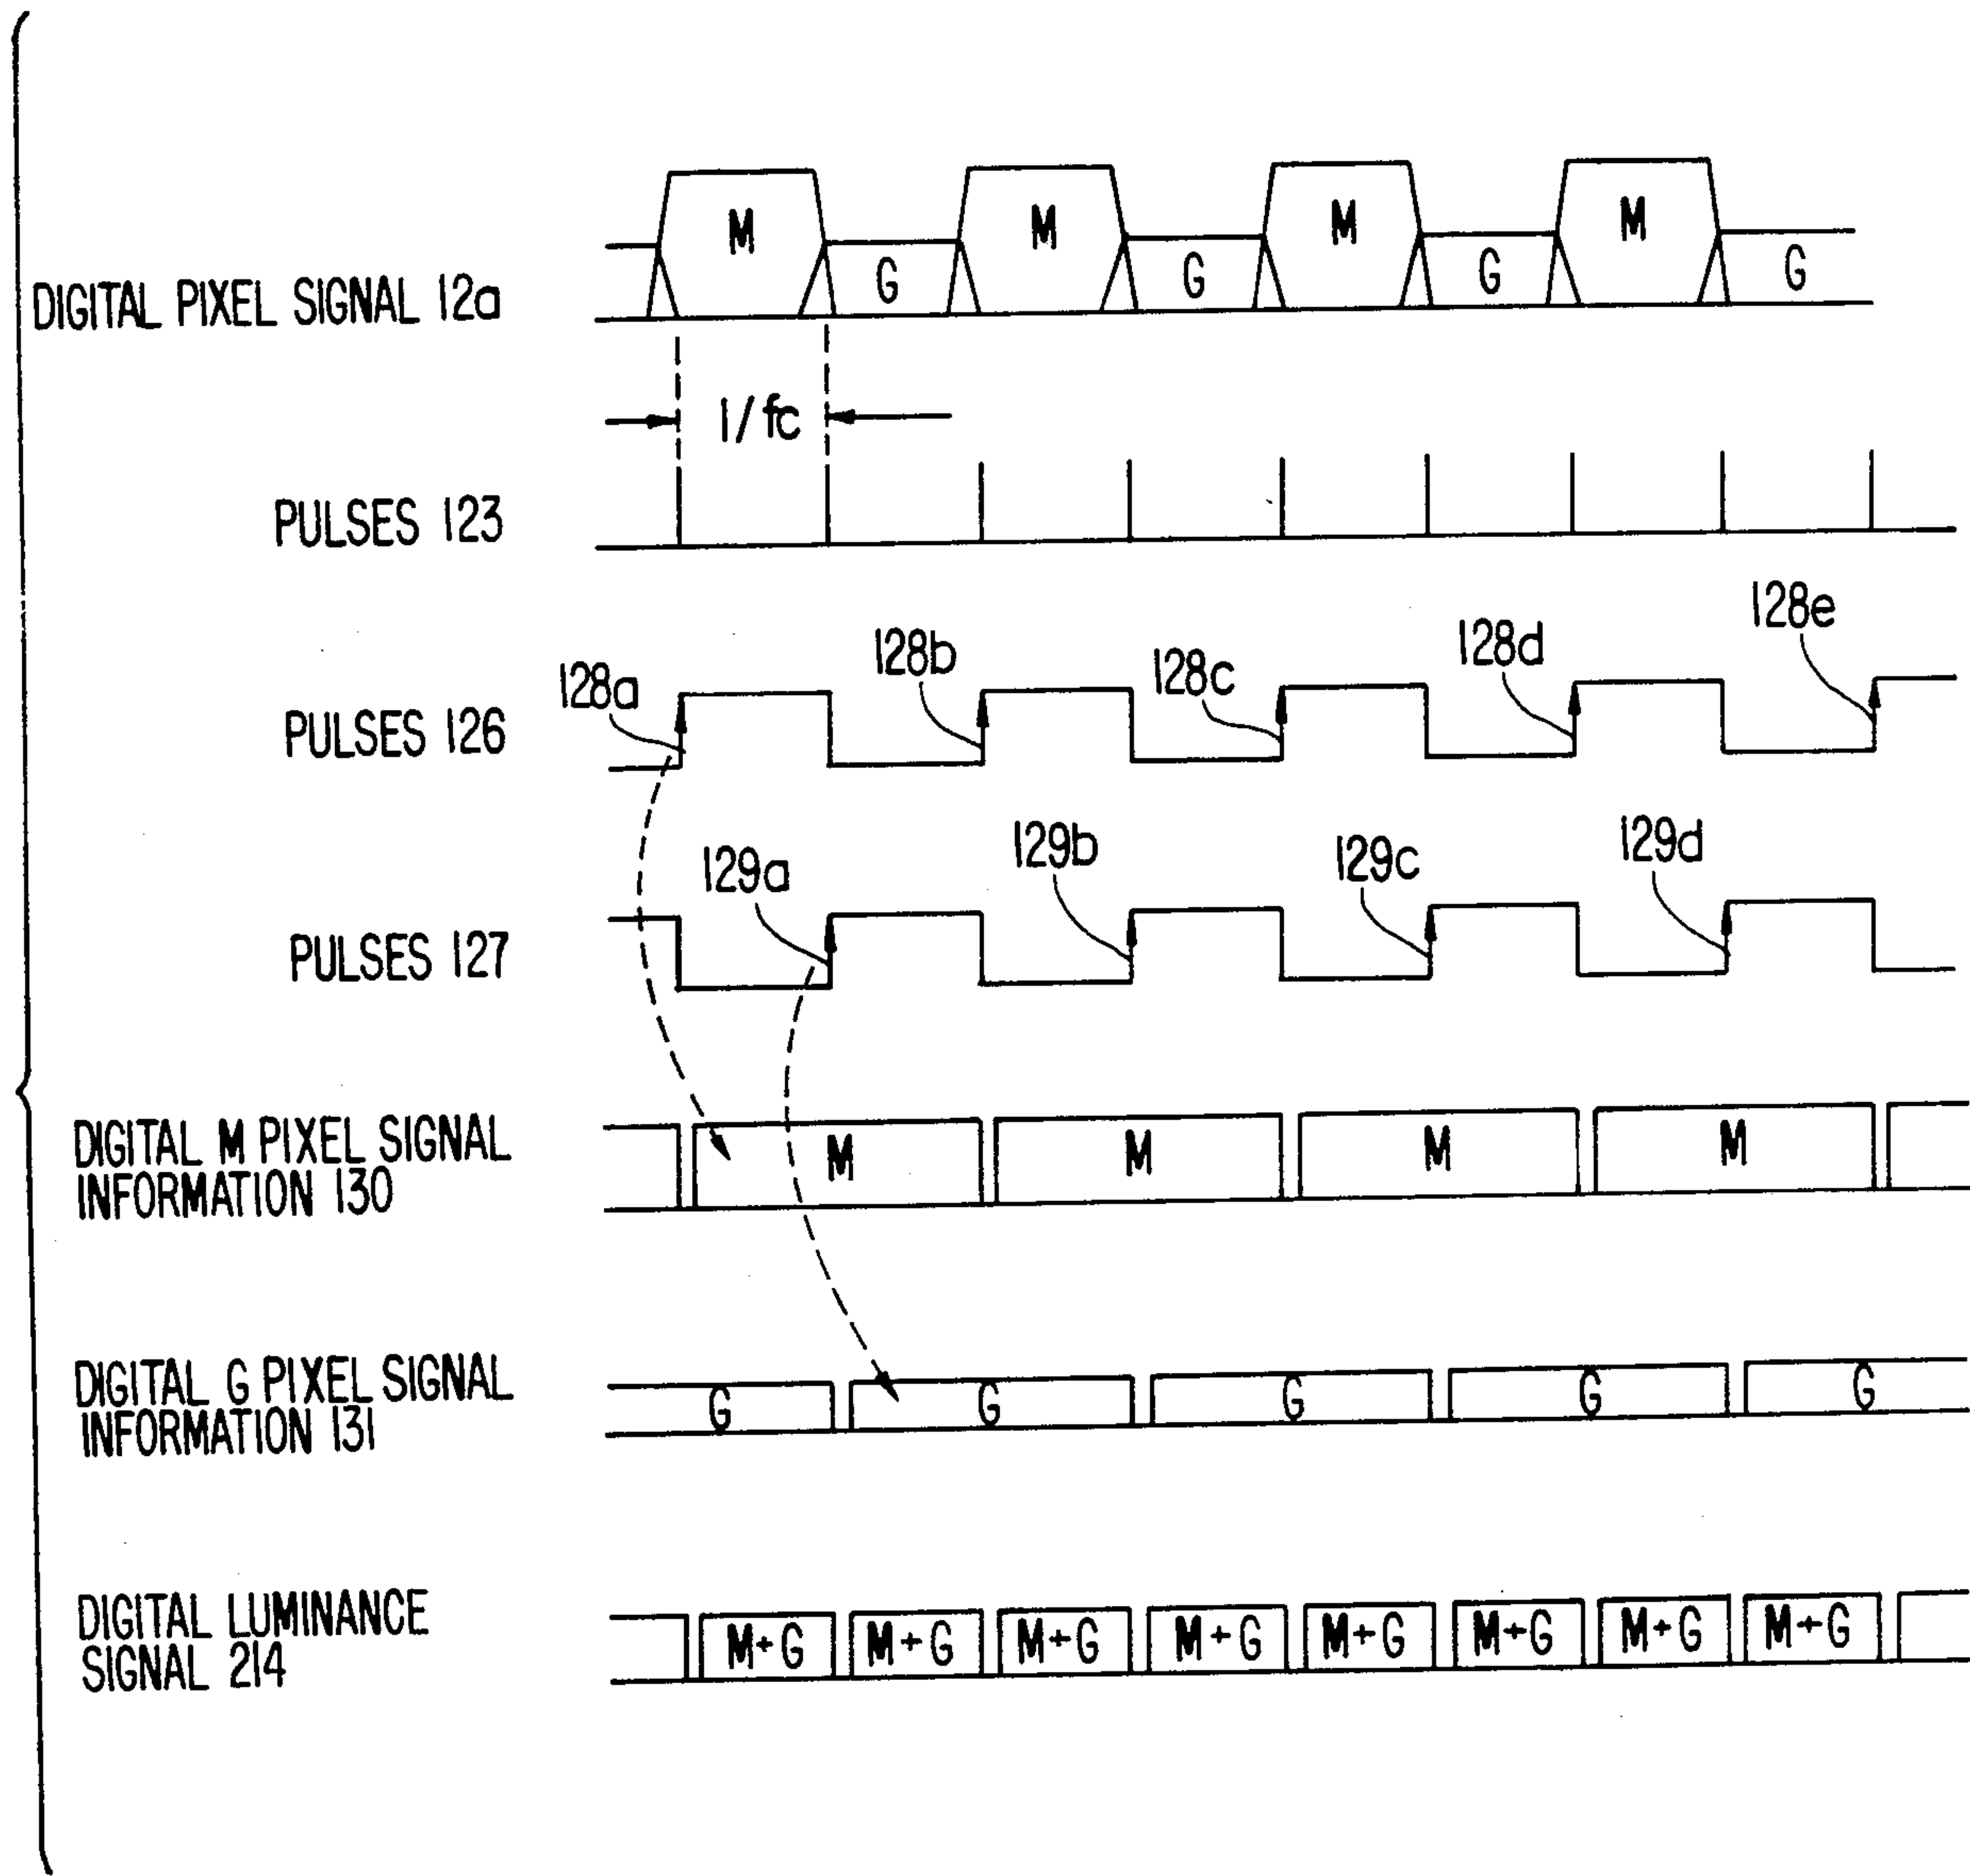 M M M M
DIGITAL PIXEL SIGNAL 12a G G G G
1/fc
PULSES 123
128a 128b 128c 128d 128e
PULSES 126
129a 129b 129c 129d
PULSES 127
DIGITAL M PIXEL SIGNAL
INFORMATION 130
M M M M
DIGITAL G PIXEL SIGNAL
INFORMATION 131
G G G G G
DIGITAL LUMINANCE
SIGNAL 214
M+G M+G M+G M+G M+G M+G M+G M+G